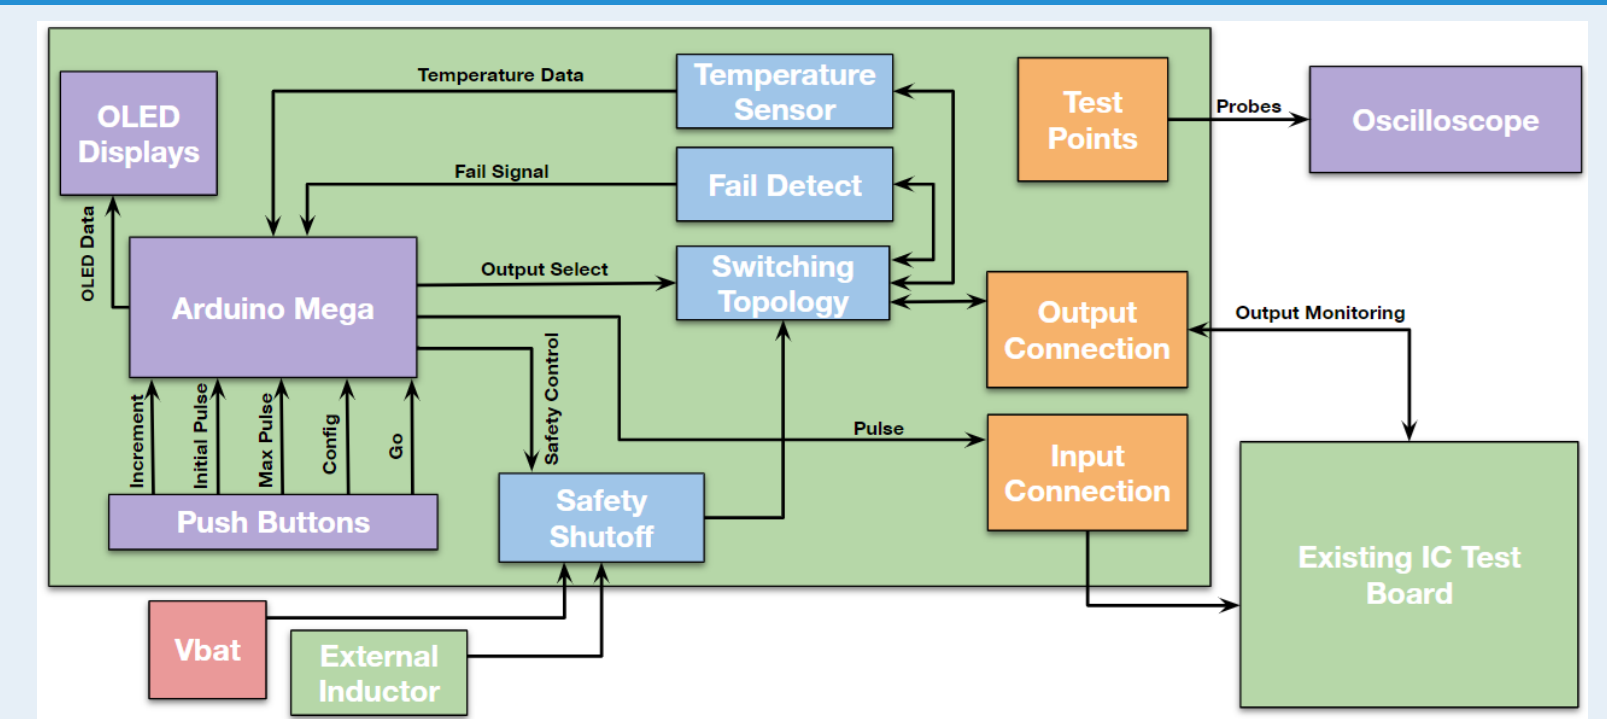 Temperature Data
Temperature
Sensor
OLED
Displays
Test
Points
Probes
Oscilloscope
Fail Signal
Fail Detect
OLED Data
Arduino Mega
Output Select
Switching
Topology
Output
Connection
Output Monitoring
Increment
Initial Pulse
Max Pulse
Config
Go
Safety Control
Pulse
Input
Connection
Push Buttons
Safety
Shutoff
Existing IC Test
Board
Vbat
External
Inductor